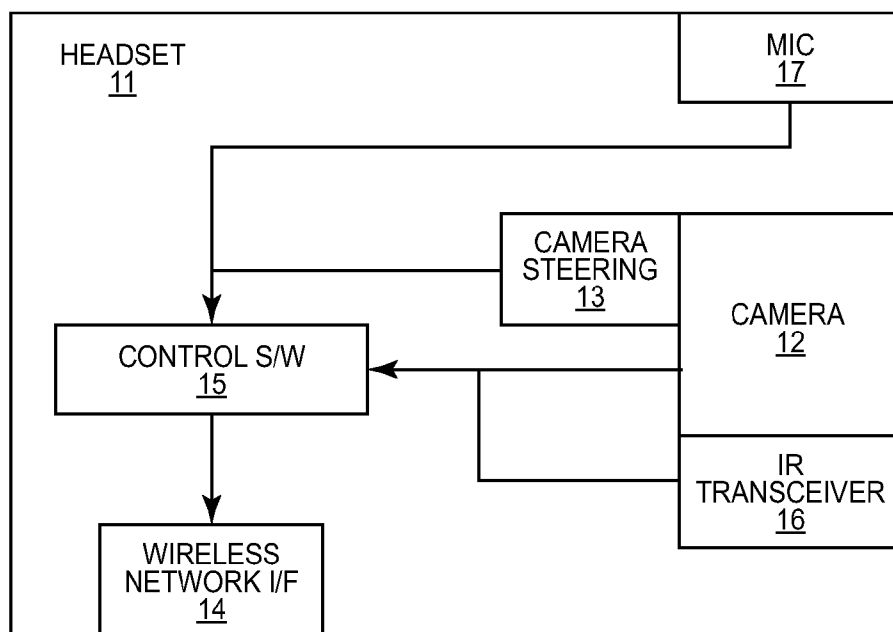 HEADSET
11
MIC
17
CAMERA
STEERING
13
CAMERA
12
CONTROL S/W
15
IR
TRANSCEIVER
16
WIRELESS
NETWORK I/F
14